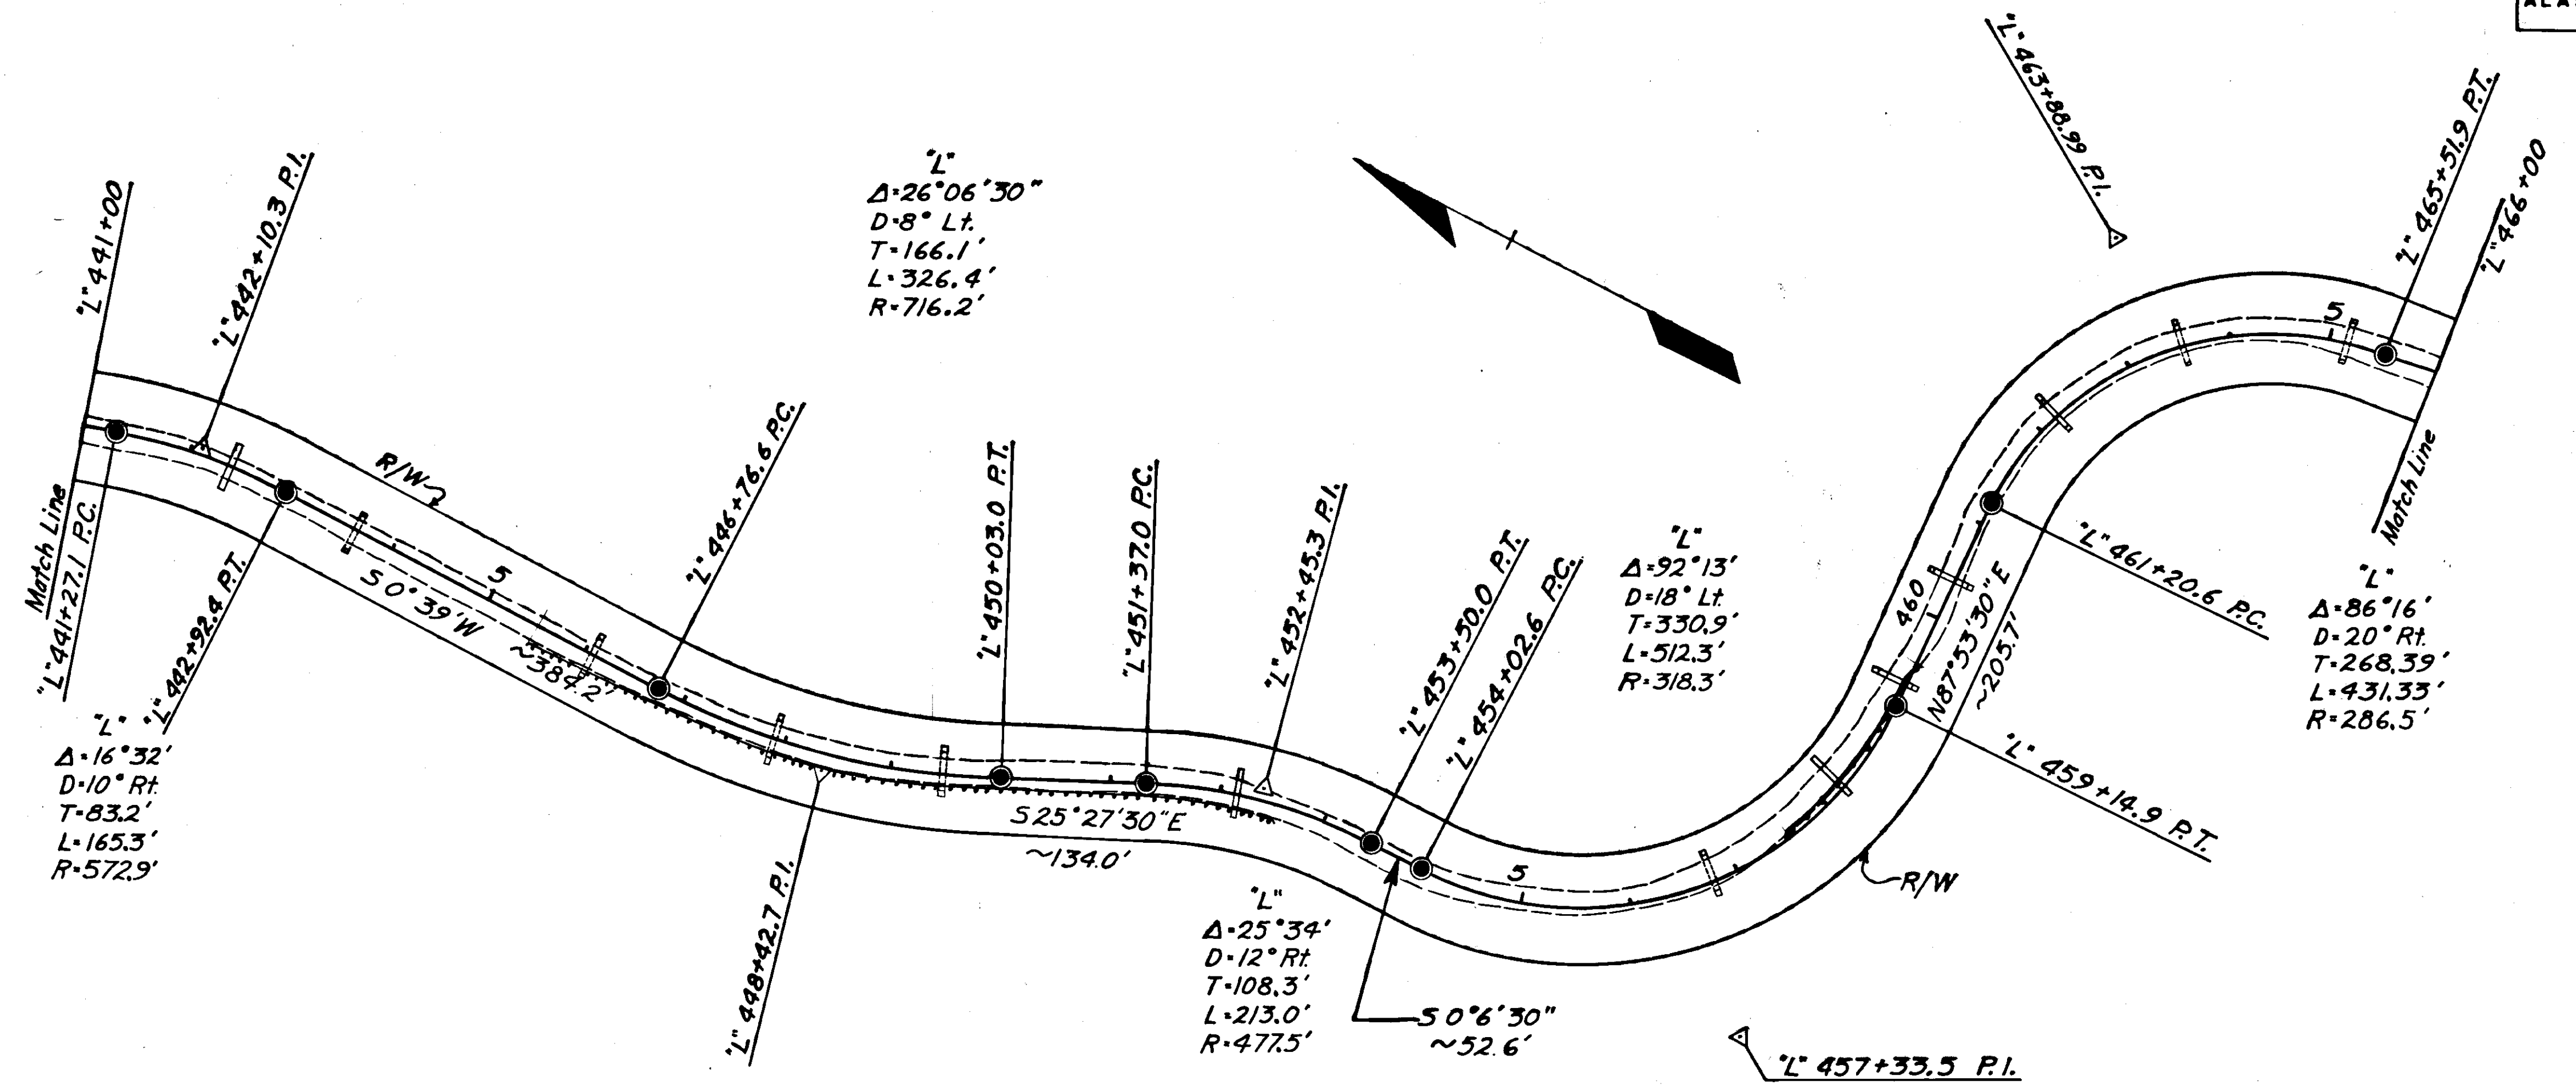 "L" 441+00
"L" 442+10.3 P.I.
Match Line
"L" 441+27.1 P.C.
"L" 442+92.4 P.T.
"L"
Δ=16°32'
D=10° Rt.
T=83.2'
L=165.3'
R=572.9'
R/W
5
S 0°39'W
~384.2'
"L"
Δ=26°06'30"
D=8° Lt.
T=166.1'
L=326.4'
R=716.2'
"L" 446+76.6 P.C.
"L" 448+42.7 P.I.
"L" 450+03.0 P.T.
"L" 451+37.0 P.C.
S25°27'30"E
~134.0'
"L" 452+45.3 P.I.
"L" 453+50.0 P.T.
"L" 454+02.6 P.C.
"L"
Δ=25°34'
D=12° Rt.
T=108.3'
L=213.0'
R=477.5'
S 0°6'30"
~52.6'
5
"L"
Δ=92°13'
D=18° Lt.
T=330.9'
L=512.3'
R=318.3'
"L" 457+33.5 P.I.
R/W
"L" 459+14.9 P.T.
460
N87°53'30"E
~205.7'
"L" 461+20.6 P.C.
"L" 463+88.99 P.I.
5
"L" 465+51.9 P.T.
"L" 466+00
Match Line
"L"
Δ=86°16'
D=20° Rt.
T=268.39'
L=431.33'
R=286.5'